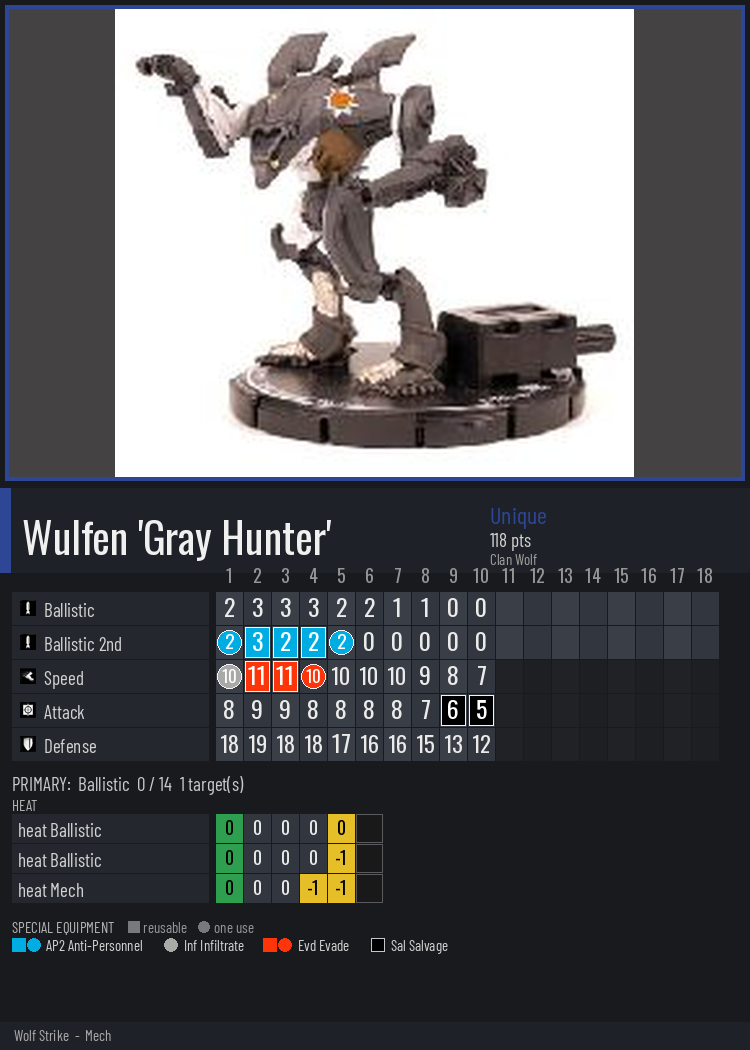 Wulfen 'Gray Hunter'
Unique
118 pts
Clan Wolf
1 2 3 4 5 6 7 8 9 10 11 12 13 14 15 16 17 18
Ballistic 2 3 3 3 2 2 1 1 0 0
Ballistic 2nd 2 3 2 2 2 0 0 0 0 0
Speed 10 11 11 10 10 10 10 9 8 7
Attack 8 9 9 8 8 8 8 7 6 5
Defense 18 19 18 18 17 16 16 15 13 12
PRIMARY: Ballistic 0 / 14 1 target(s)
HEAT
heat Ballistic 0 0 0 0 0
heat Ballistic 0 0 0 0 -1
heat Mech 0 0 0 -1 -1
SPECIAL EQUIPMENT reusable one use
AP2 Anti-Personnel Inf Infiltrate Evd Evade Sal Salvage
Wolf Strike - Mech